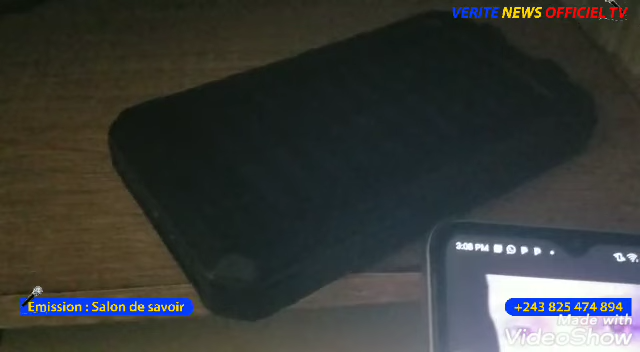 VERITE NEWS OFFICIEL TV
2:08 PM
Emission : Salon de savoir
+243 825 474 894
Made with
VideoShow